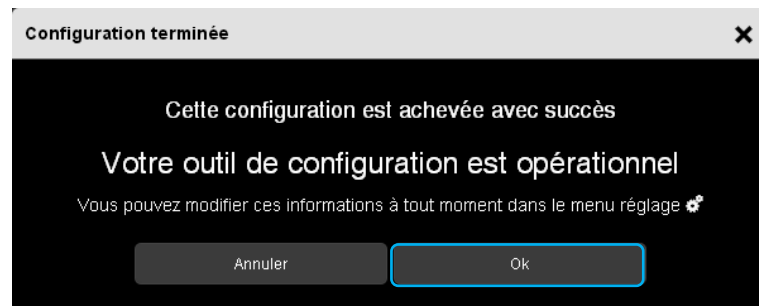 Configuration terminée
Cette configuration est achevée avec succès
Votre outil de configuration est opérationnel
Vous pouvez modifier ces informations à tout moment dans le menu réglage
Annuler
Ok